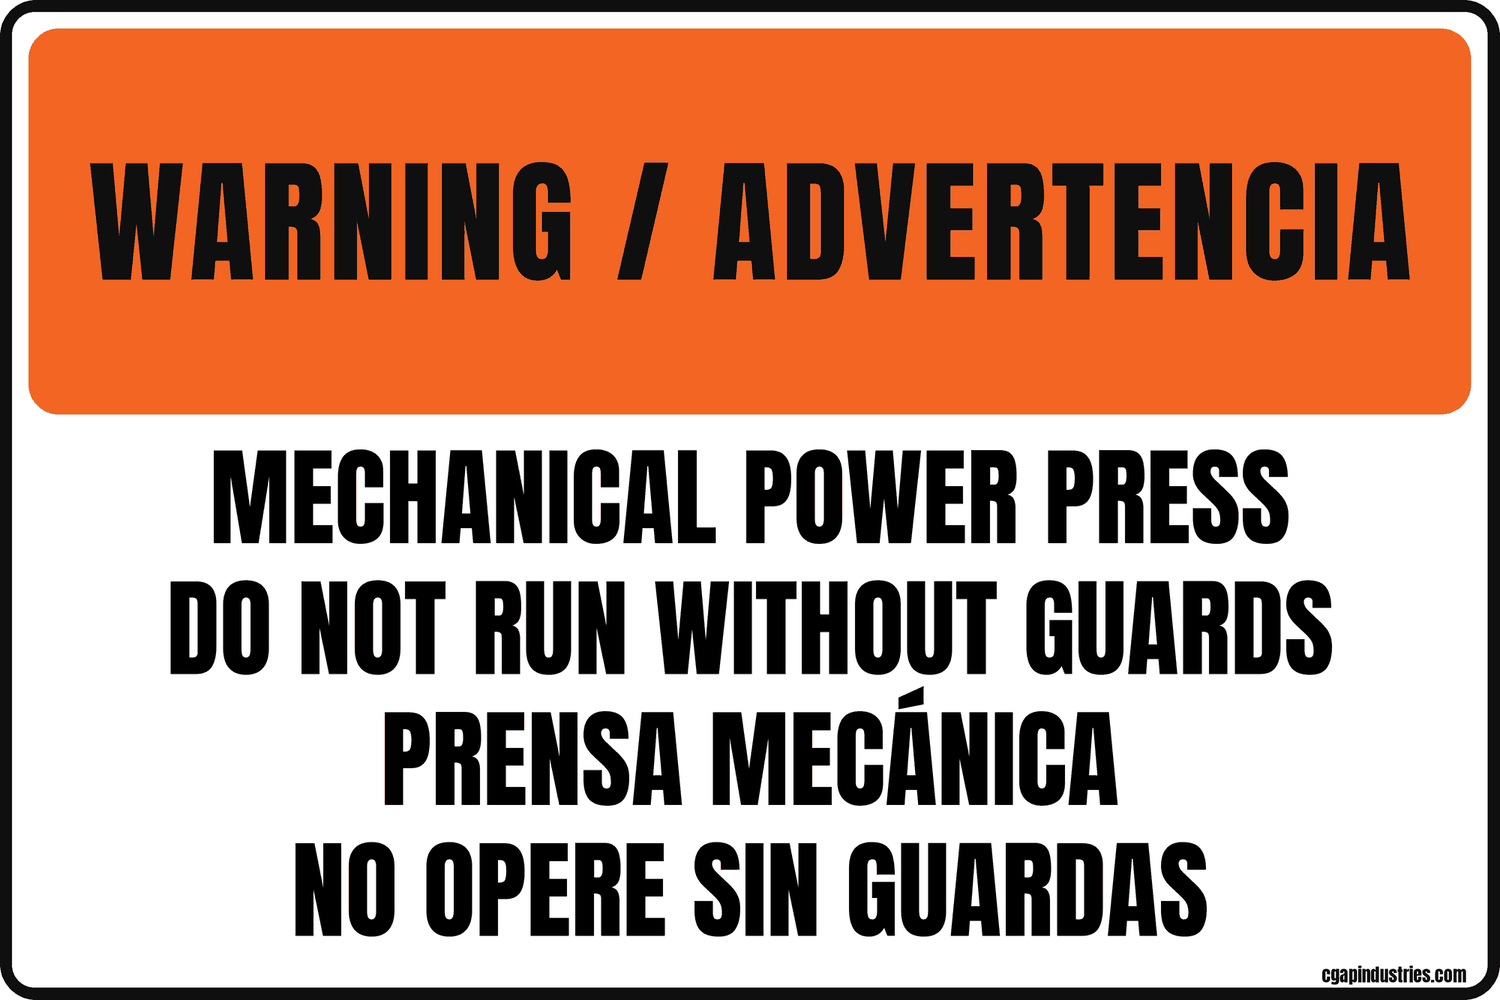 WARNING / ADVERTENCIA
MECHANICAL POWER PRESS
DO NOT RUN WITHOUT GUARDS
PRENSA MECÁNICA
NO OPERE SIN GUARDAS
cgapindustries.com